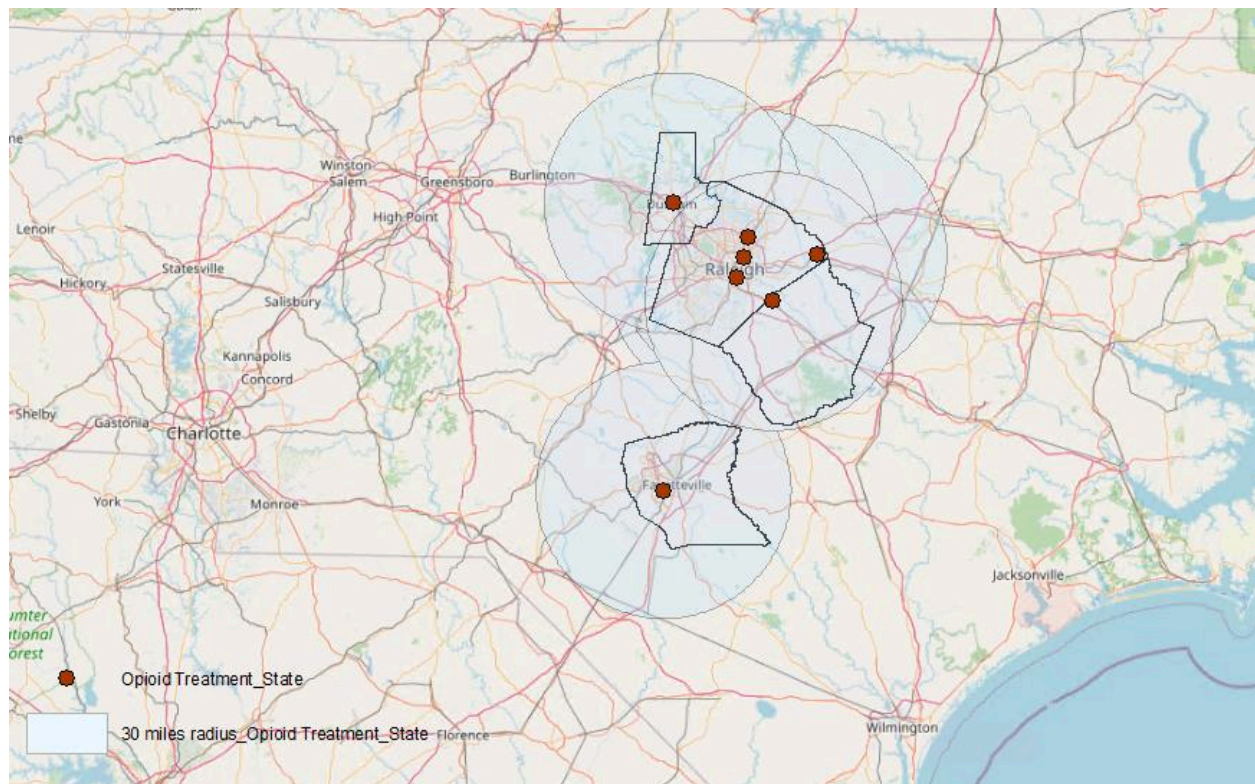 Winston
Salem
Greensboro
Burlington
High Point
Lenoir
Statesville
Hickory
Salisbury
Raleigh
Kannapolis
Concord
Shelby
Gastonia
Charlotte
York
Monroe
Fayetteville
Jacksonville
Opioid Treatment_State
30 miles radius_Opioid Treatment_State
Florence
Wilmington